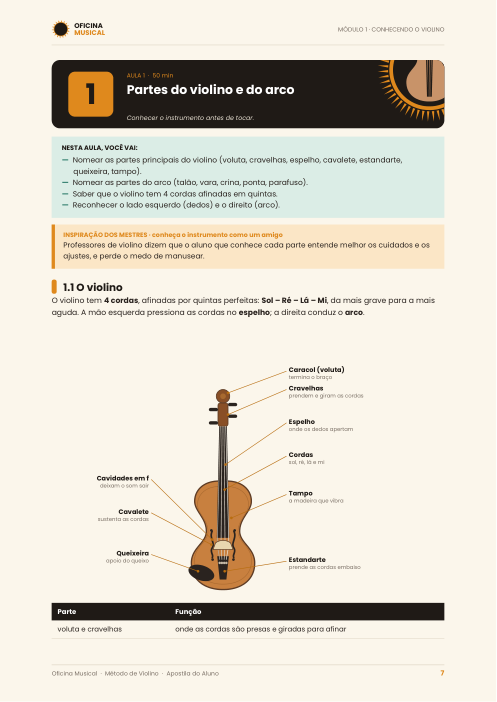 OFICINA
MUSICAL
MÓDULO 1 · CONHECENDO O VIOLINO
1
AULA 1 · 50 min
Partes do violino e do arco
Conhecer o instrumento antes de tocar.
NESTA AULA, VOCÊ VAI:
— Nomear as partes principais do violino (voluta, cravelhas, espelho, cavalete, estandarte,
queixeira, tampo).
— Nomear as partes do arco (talão, vara, crina, ponta, parafuso).
— Saber que o violino tem 4 cordas afinadas em quintas.
— Reconhecer o lado esquerdo (dedos) e o direito (arco).
INSPIRAÇÃO DOS MESTRES · conheça o instrumento como um amigo
Professores de violino dizem que o aluno que conhece cada parte entende melhor os cuidados e os
ajustes, e perde o medo de manusear.
1.1 O violino
O violino tem 4 cordas, afinadas por quintas perfeitas: Sol – Ré – Lá – Mi, da mais grave para a mais
aguda. A mão esquerda pressiona as cordas no espelho; a direita conduz o arco.
Caracol (voluta)
termina o braço
Cravelhas
prendem e giram as cordas
Espelho
onde os dedos apertam
Cordas
sol, ré, lá e mi
Cavidades em f
deixam o som sair
Tampo
a madeira que vibra
Cavalete
sustenta as cordas
Queixeira
apoio do queixo
Estandarte
prende as cordas embaixo
Parte Função
voluta e cravelhas onde as cordas são presas e giradas para afinar
Oficina Musical · Método de Violino · Apostila do Aluno
7